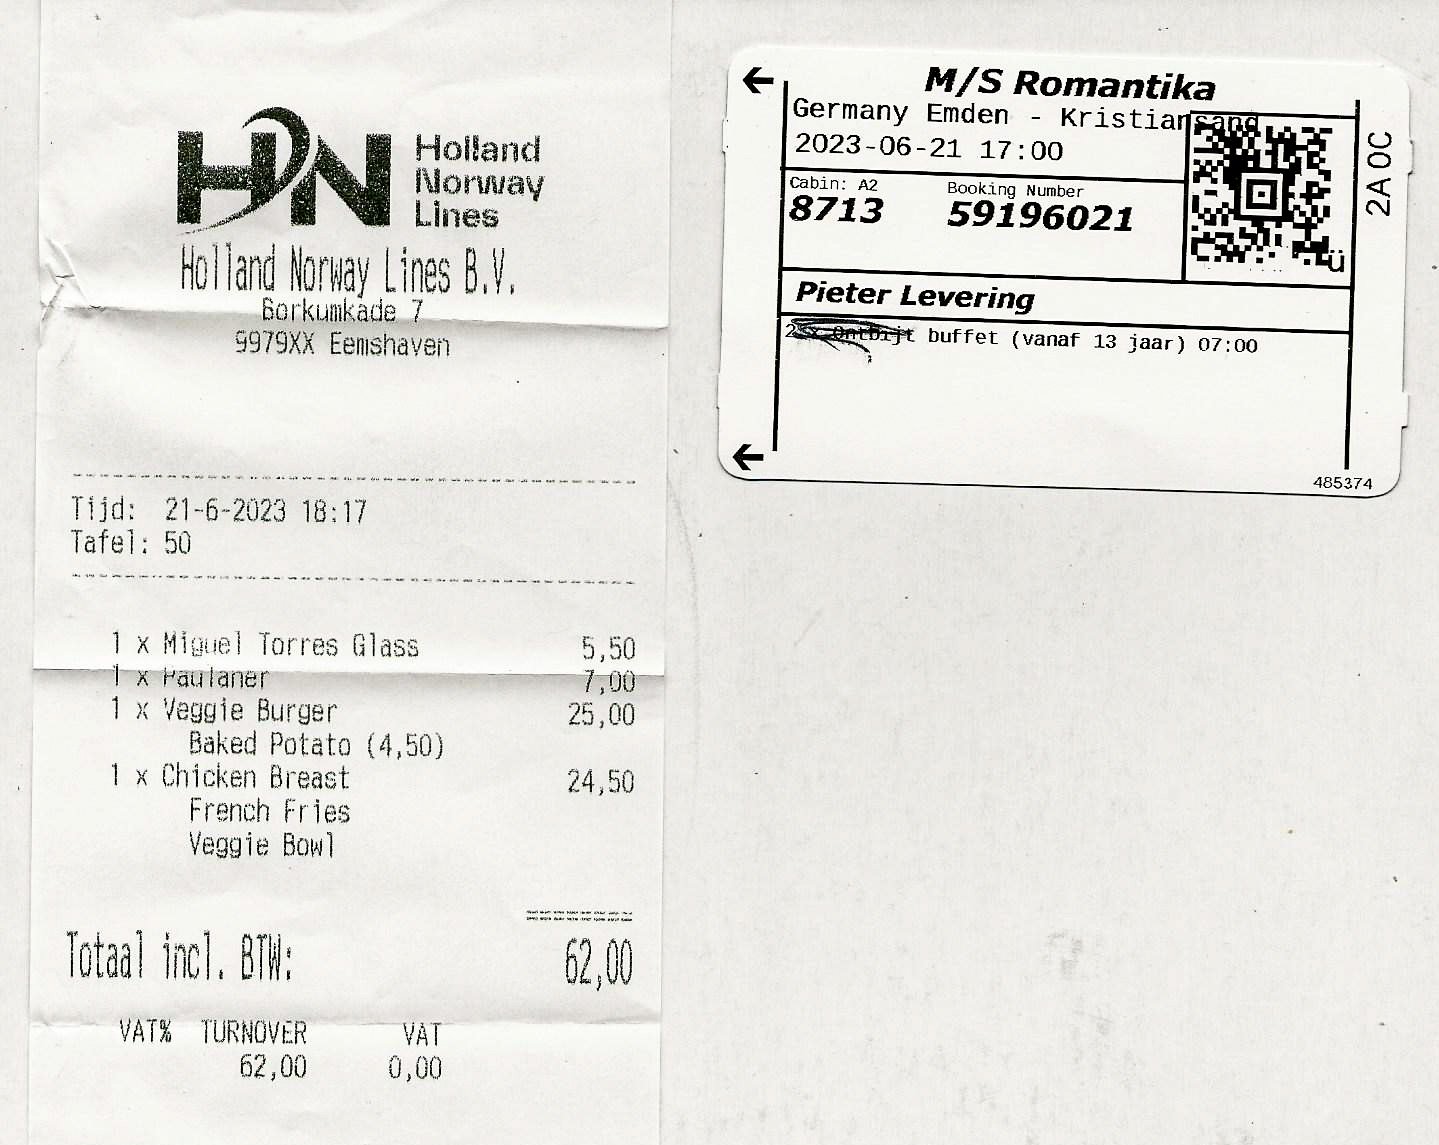 HN Holland
Norway
Lines
Holland Norway Lines B.V.
Borkumkade 7
9979XX Eemshaven
Tijd: 21-6-2023 18:17
Tafel: 50
1 x Miguel Torres Glass 5,50
1 x Paulaner 7,00
1 x Veggie Burger 25,00
Baked Potato (4,50)
1 x Chicken Breast 24,50
French Fries
Veggie Bowl
Totaal incl. BTW: 62,00
VAT% TURNOVER VAT
62,00 0,00
M/S Romantika
Germany Emden - Kristiansand
2023-06-21 17:00
Cabin: A2 Booking Number
8713 59196021
2A 0C
ü
Pieter Levering
2 x Ontbijt buffet (vanaf 13 jaar) 07:00
485374